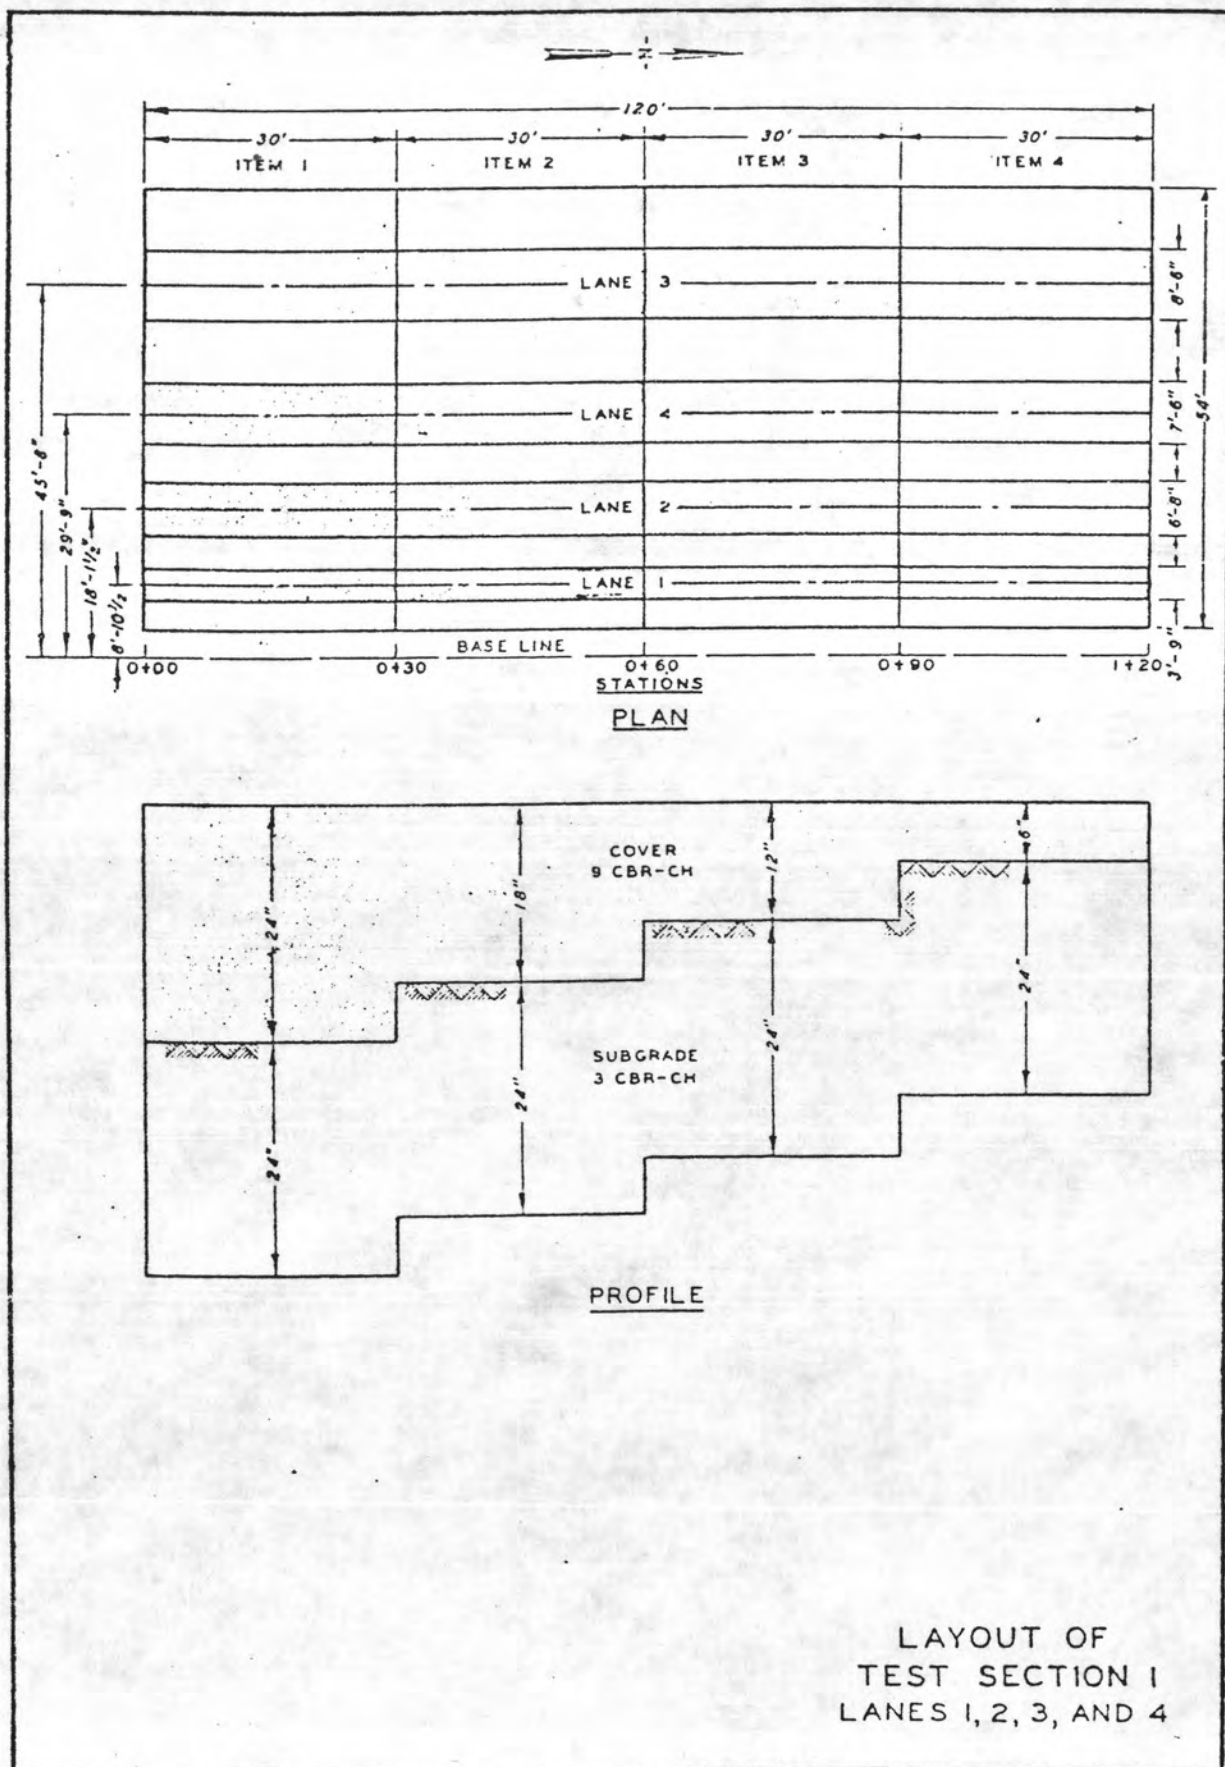 N
120'
30' 30' 30' 30'
ITEM 1 ITEM 2 ITEM 3 ITEM 4
LANE 3
8'-6"
LANE 4
7'-6"
54'
45'-8"
29'-9"
LANE 2
6'-8"
18'-1½"
LANE 1
8'-10½
3'-9"
BASE LINE
0+00 0+30 0+60 0+90 1+20
STATIONS
PLAN
24" 18" 12" 6"
COVER
9 CBR-CH
24" 24" 24" 24"
SUBGRADE
3 CBR-CH
PROFILE
LAYOUT OF
TEST SECTION 1
LANES 1, 2, 3, AND 4